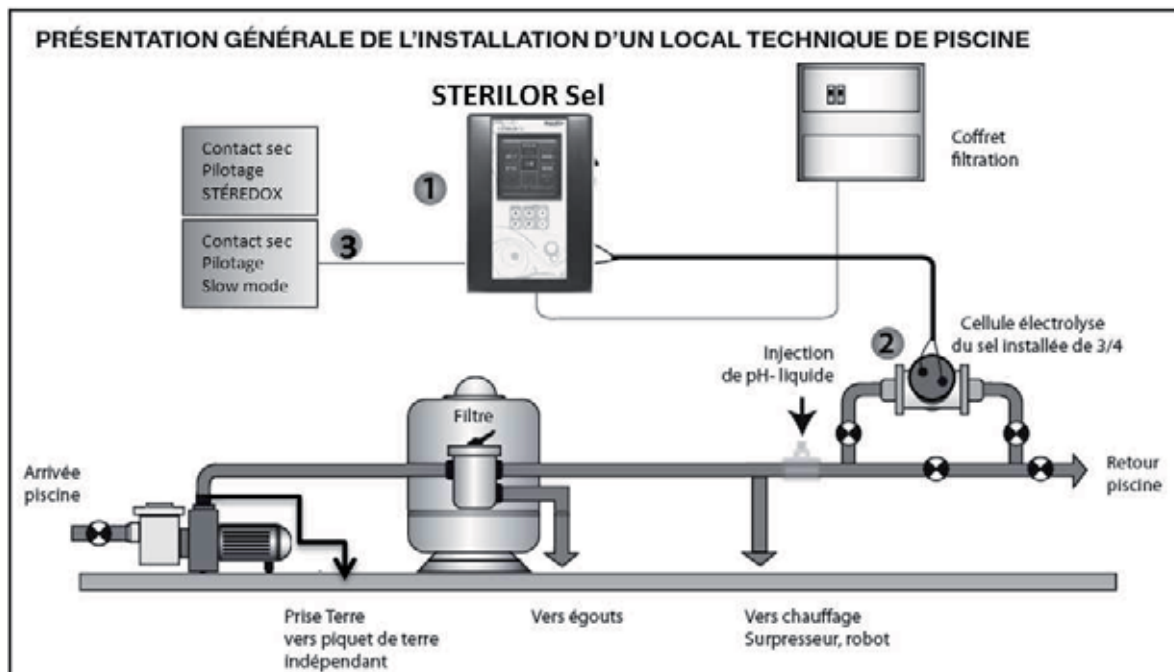 PRÉSENTATION GÉNÉRALE DE L'INSTALLATION D'UN LOCAL TECHNIQUE DE PISCINE
STERILOR Sel
Contact sec
Pilotage
STÉREDOX
1
Coffret
filtration
Contact sec
Pilotage
Slow mode
3
2
Cellule électrolyse
du sel installée de 3/4
Injection
de pH- liquide
Filtre
Arrivée
piscine
Retour
piscine
Prise Terre
vers piquet de terre
indépendant
Vers égouts
Vers chauffage
Surpresseur, robot